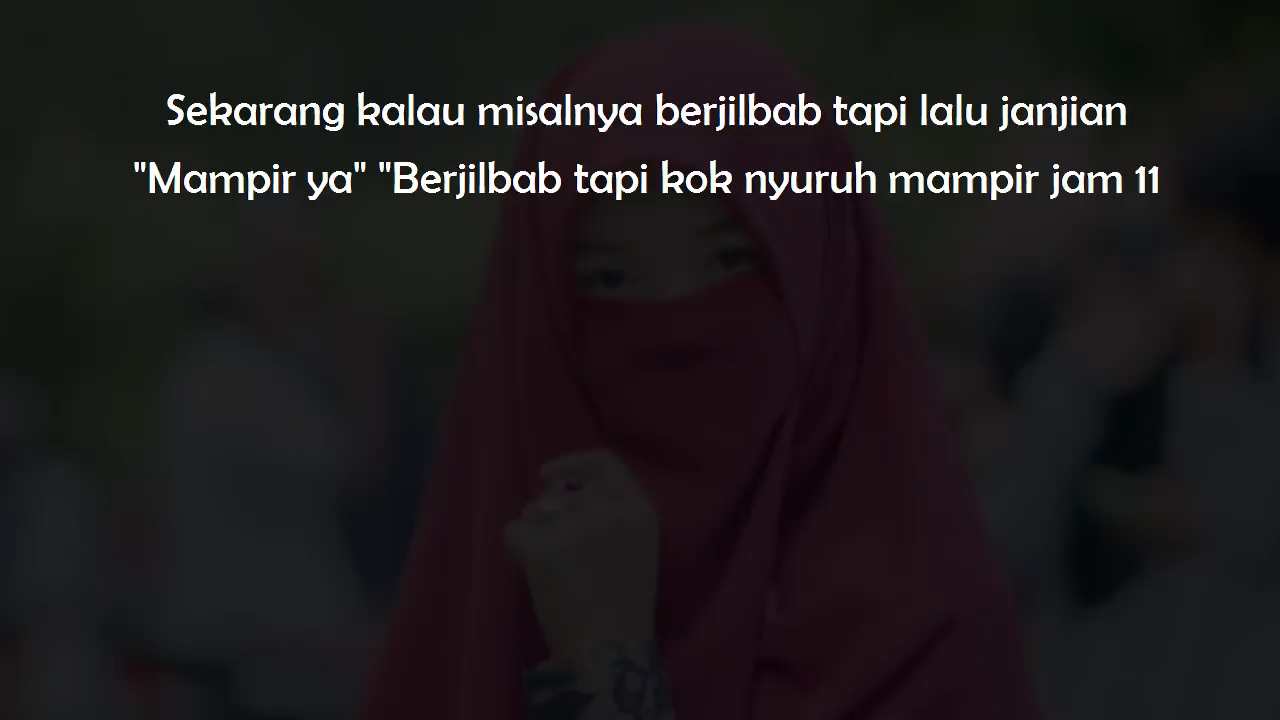 Sekarang kalau misalnya berjilbab tapi lalu janjian
"Mampir ya" "Berjilbab tapi kok nyuruh mampir jam 11